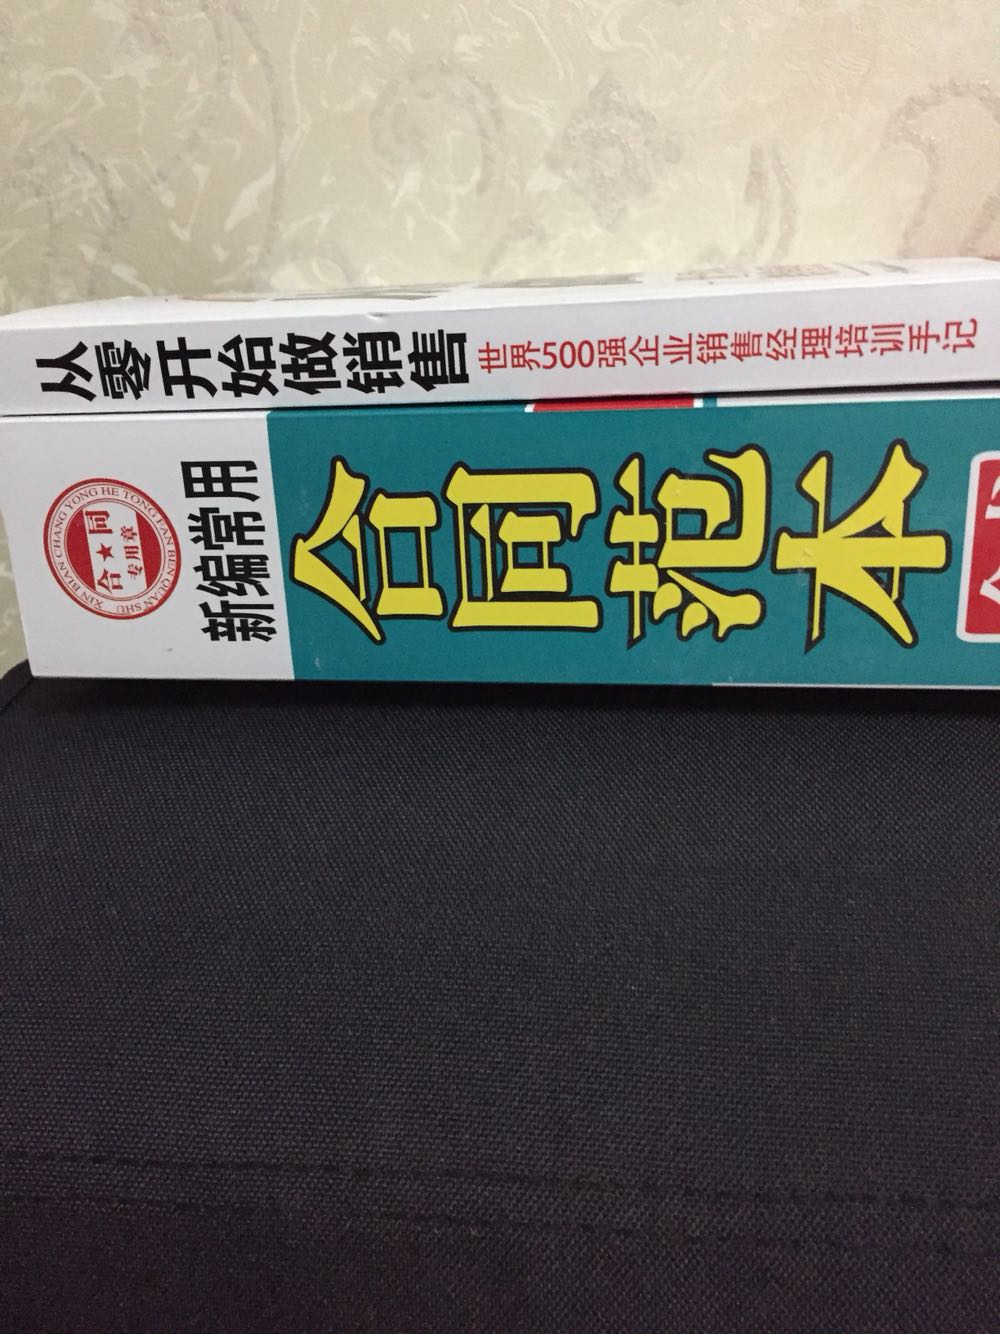 从零开始做销售 世界500强企业销售经理培训手记
新编常用
合同范本
XIN BIAN CHANG YONG HE TONG FAN BEN QUAN SHU
合★同
专用章